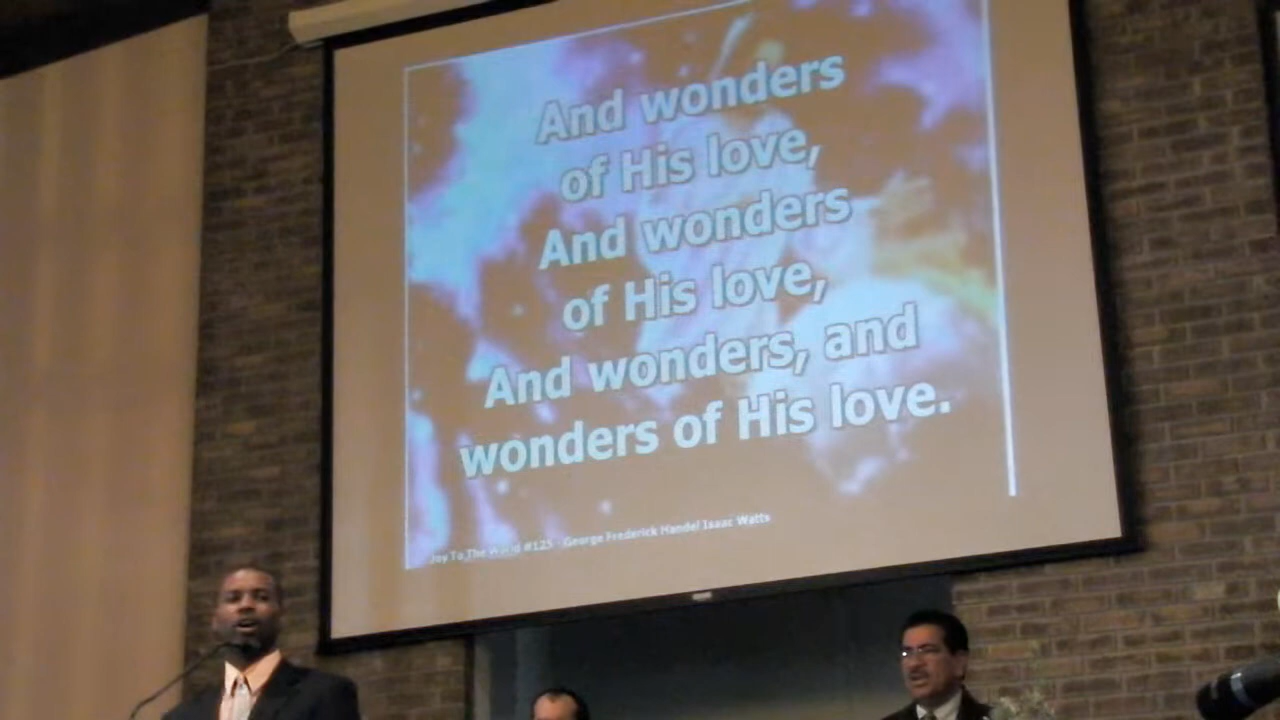 And wonders
of His love,
And wonders
of His love,
And wonders, and
wonders of His love.
Joy To The World #125 - George Frederick Handel Isaac Watts